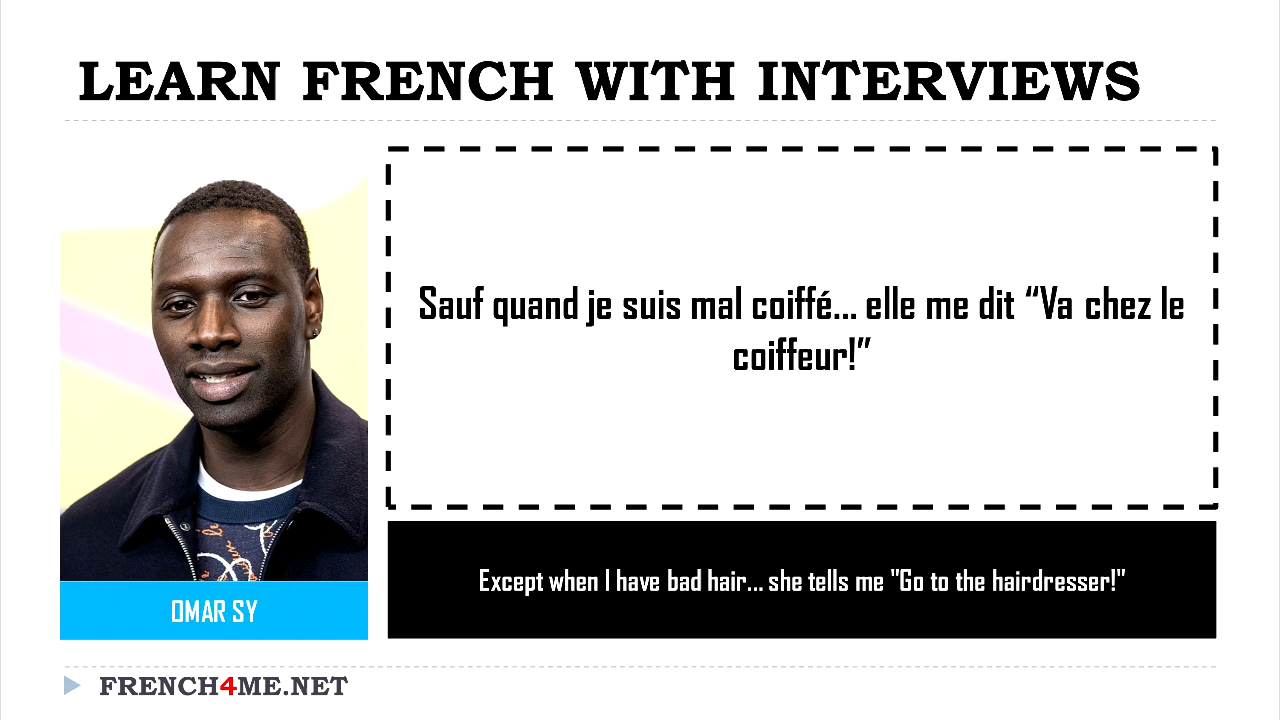 LEARN FRENCH WITH INTERVIEWS
Sauf quand je suis mal coiffé... elle me dit “Va chez le
coiffeur!”
Except when I have bad hair... she tells me "Go to the hairdresser!"
OMAR SY
FRENCH4ME.NET